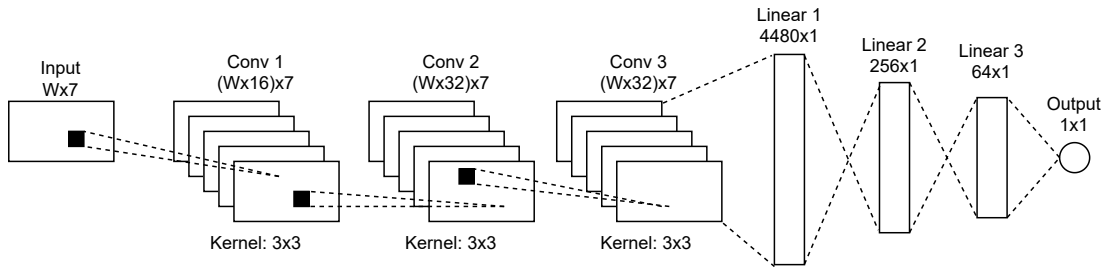 Input
Wx7
Conv 1
(Wx16)x7
Kernel: 3x3
Conv 2
(Wx32)x7
Kernel: 3x3
Conv 3
(Wx32)x7
Kernel: 3x3
Linear 1
4480x1
Linear 2
256x1
Linear 3
64x1
Output
1x1